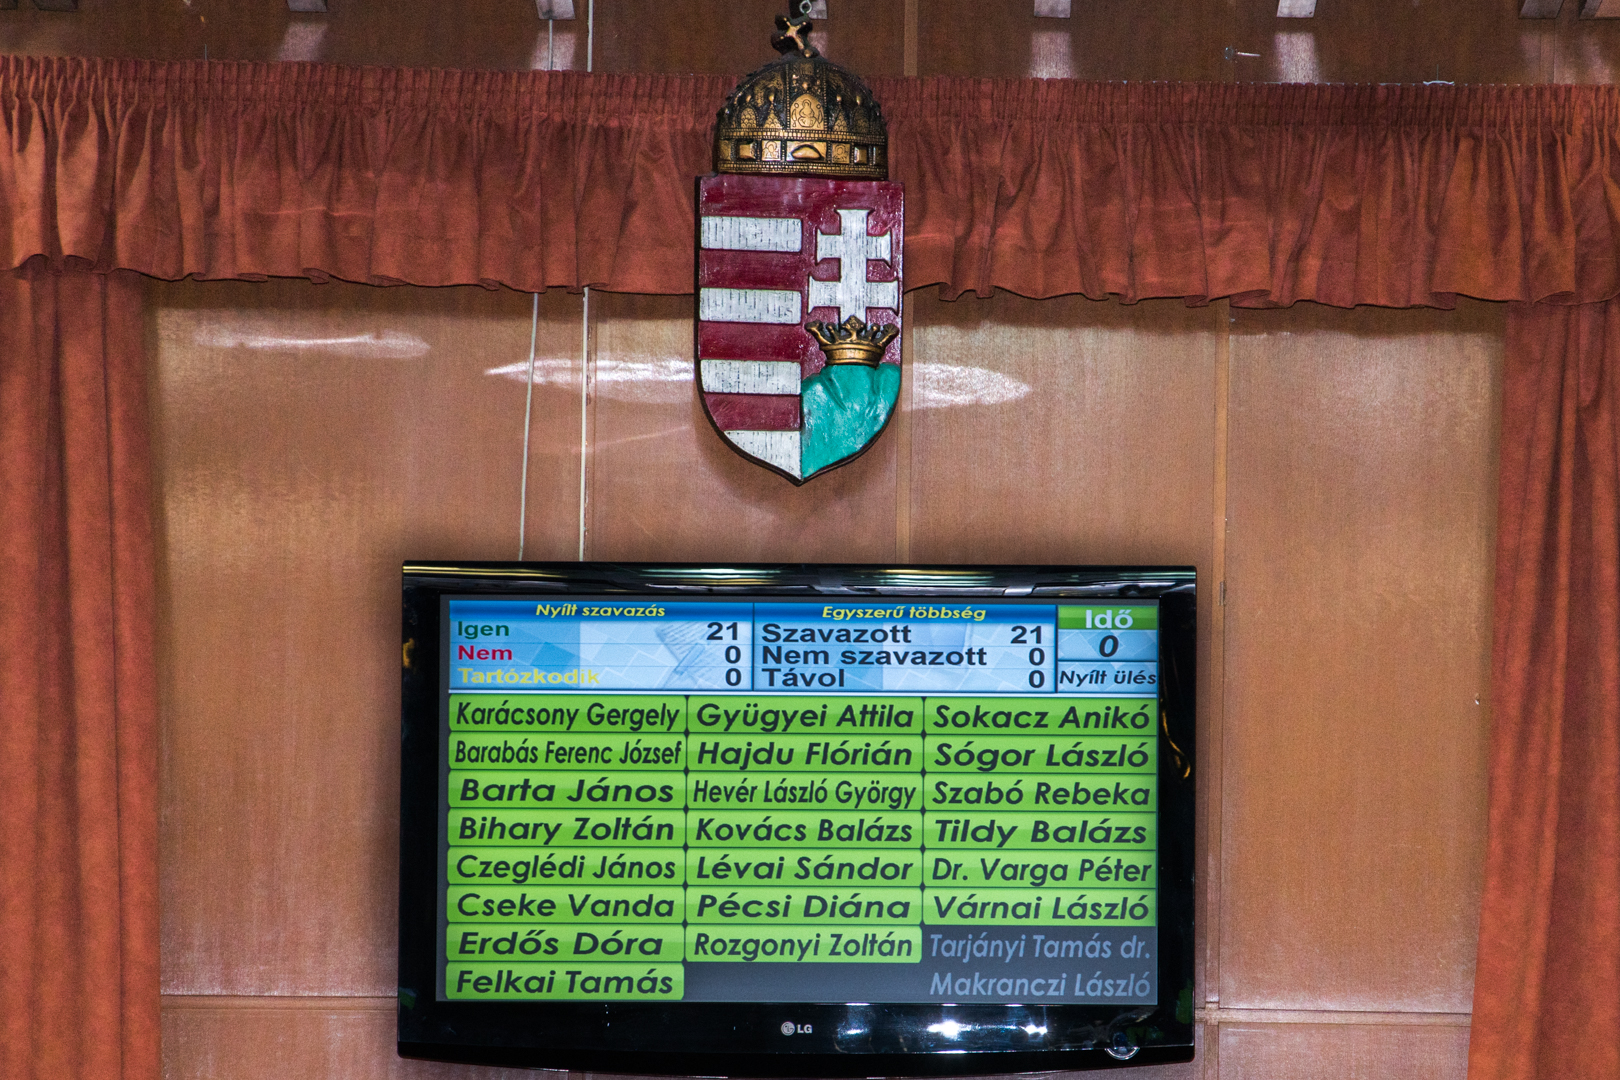 Nyílt szavazás
Igen 21
Nem 0
Tartózkodik 0
Egyszerű többség
Szavazott 21
Nem szavazott 0
Távol 0
Idő
0
Nyílt ülés
Karácsony Gergely Gyügyei Attila Sokacz Anikó
Barabás Ferenc József Hajdu Flórián Sógor László
Barta János Hevér László György Szabó Rebeka
Bihary Zoltán Kovács Balázs Tildy Balázs
Czeglédi János Lévai Sándor Dr. Varga Péter
Cseke Vanda Pécsi Diána Várnai László
Erdős Dóra Rozgonyi Zoltán Tarjányi Tamás dr.
Felkai Tamás Makranczi László
LG